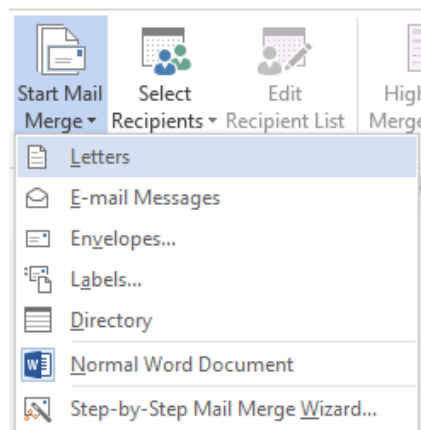 Start Mail Select Edit High
Merge Recipients Recipient List Merge
Letters
E-mail Messages
Envelopes...
Labels...
Directory
Normal Word Document
Step-by-Step Mail Merge Wizard...